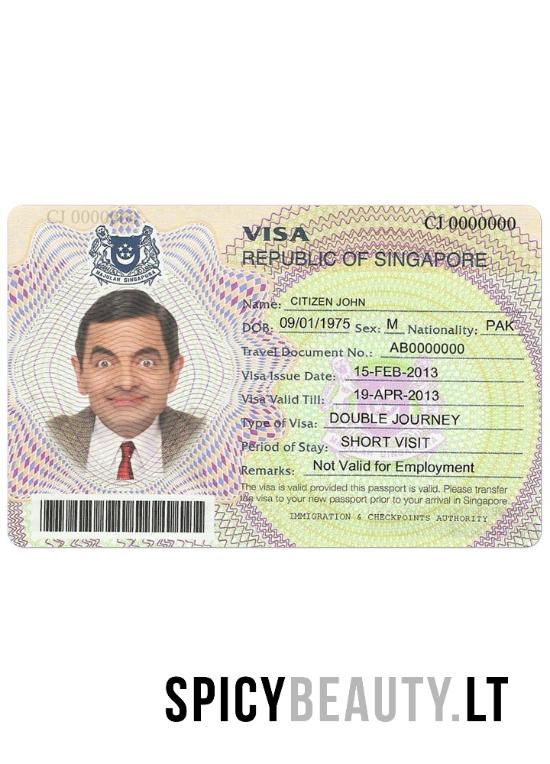 CJ 0000000
CJ 0000000
MAJULAH SINGAPURA
VISA
REPUBLIC OF SINGAPORE
Name: CITIZEN JOHN
DOB: 09/01/1975 Sex: M Nationality: PAK
Travel Document No.: AB0000000
Visa Issue Date: 15-FEB-2013
Visa Valid Till: 19-APR-2013
Type of Visa: DOUBLE JOURNEY
Period of Stay: SHORT VISIT
Remarks: Not Valid for Employment
The visa is valid provided this passport is valid. Please transfer
the visa to your new passport prior to your arrival in Singapore.
IMMIGRATION & CHECKPOINTS AUTHORITY
SPICYBEAUTY.LT